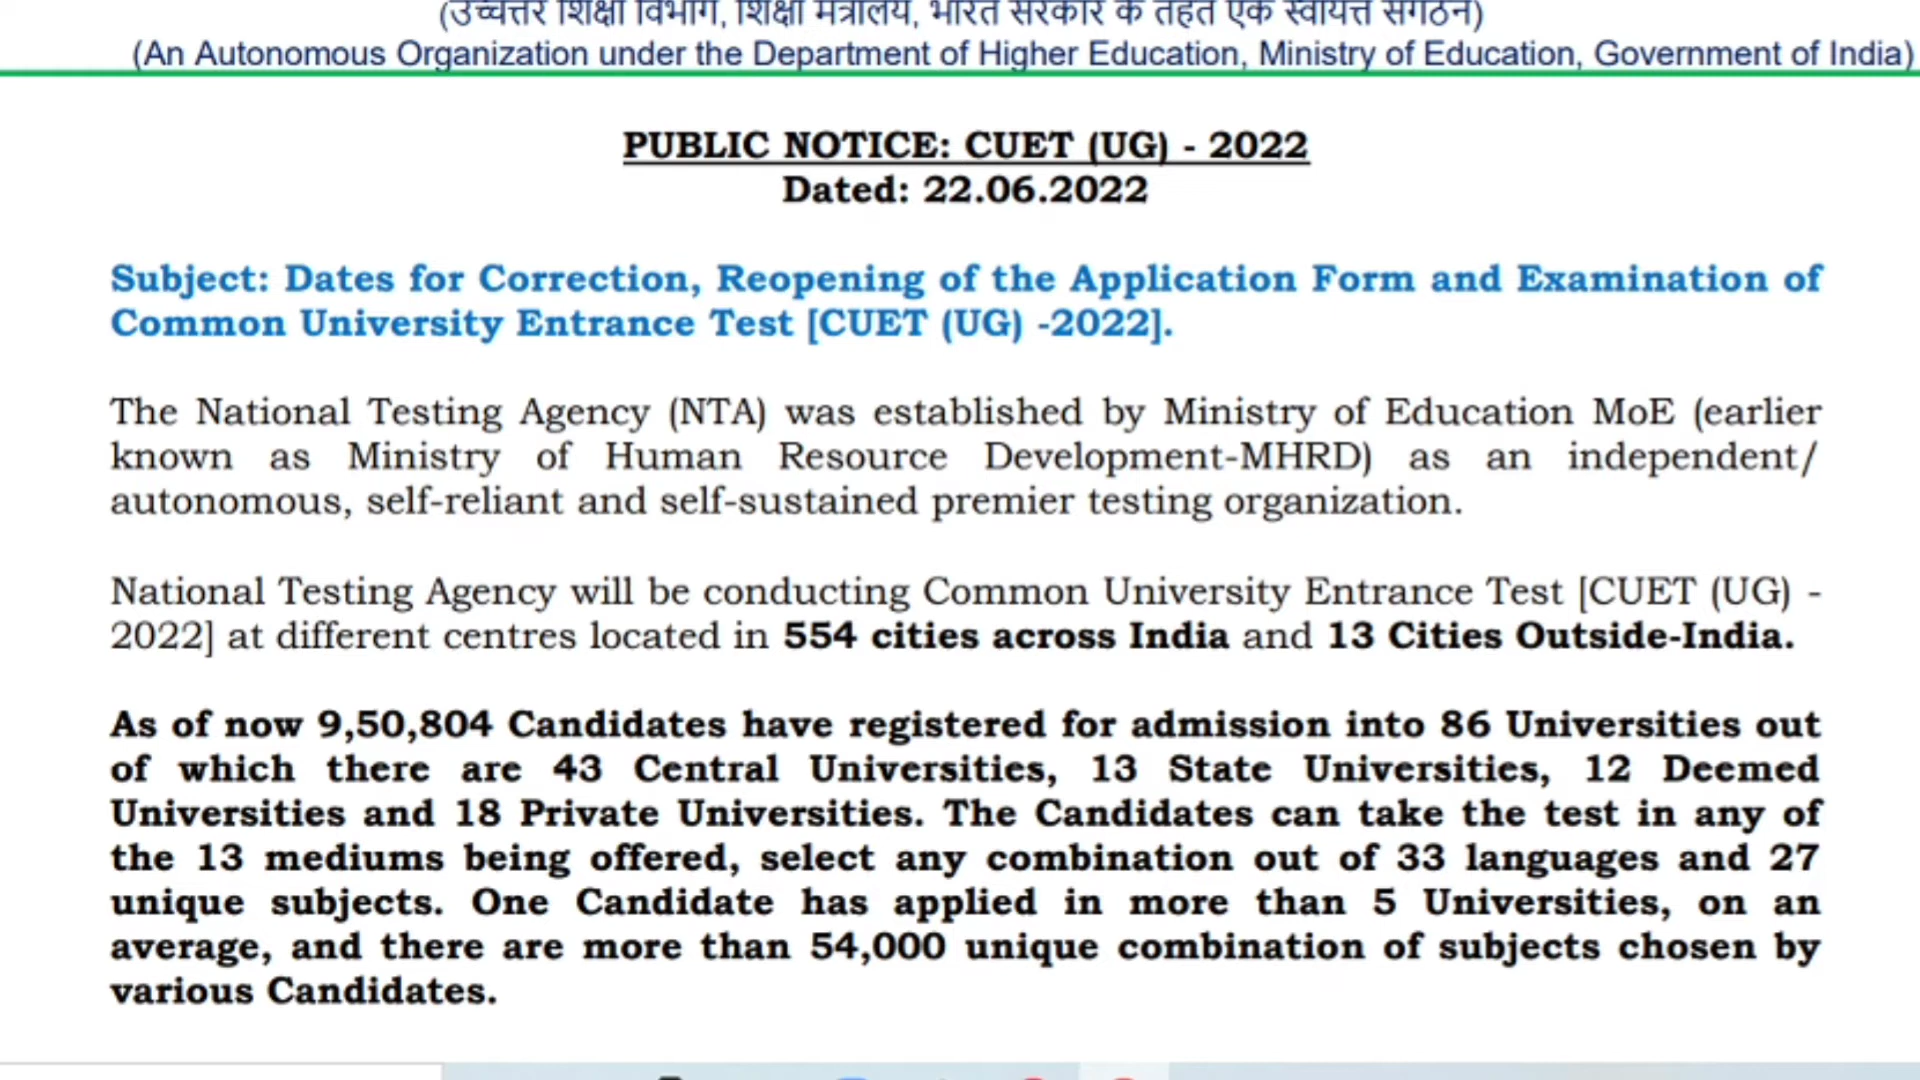 (उच्चत्तर शिक्षा विभाग, शिक्षा मंत्रालय, भारत सरकार के तहत एक स्वायत्त संगठन)
(An Autonomous Organization under the Department of Higher Education, Ministry of Education, Government of India)
PUBLIC NOTICE: CUET (UG) - 2022
Dated: 22.06.2022
Subject: Dates for Correction, Reopening of the Application Form and Examination of
Common University Entrance Test [CUET (UG) -2022].
The National Testing Agency (NTA) was established by Ministry of Education MoE (earlier
known as Ministry of Human Resource Development-MHRD) as an independent/
autonomous, self-reliant and self-sustained premier testing organization.
National Testing Agency will be conducting Common University Entrance Test [CUET (UG) -
2022] at different centres located in 554 cities across India and 13 Cities Outside-India.
As of now 9,50,804 Candidates have registered for admission into 86 Universities out
of which there are 43 Central Universities, 13 State Universities, 12 Deemed
Universities and 18 Private Universities. The Candidates can take the test in any of
the 13 mediums being offered, select any combination out of 33 languages and 27
unique subjects. One Candidate has applied in more than 5 Universities, on an
average, and there are more than 54,000 unique combination of subjects chosen by
various Candidates.